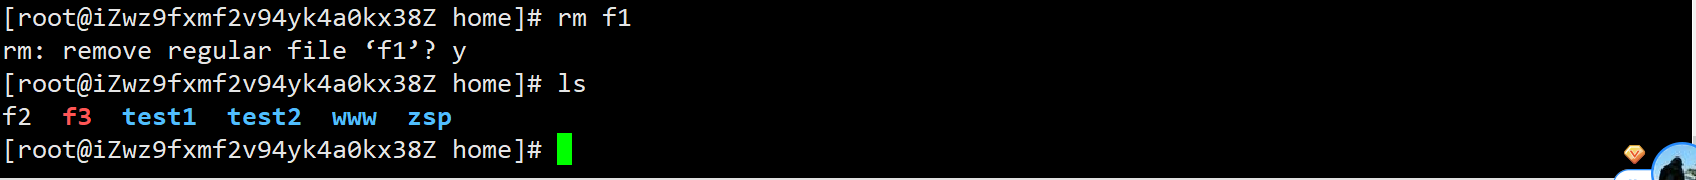 [root@iZwz9fxmf2v94yk4a0kx38Z home]# rm f1
rm: remove regular file ‘f1’? y
[root@iZwz9fxmf2v94yk4a0kx38Z home]# ls
f2  f3  test1  test2  www  zsp
[root@iZwz9fxmf2v94yk4a0kx38Z home]#